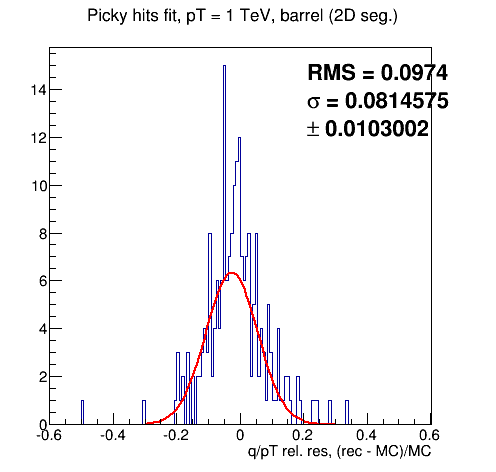 Picky hits fit, pT = 1 TeV, barrel (2D seg.)
RMS = 0.0974
σ = 0.0814575
± 0.0103002
14
12
10
8
6
4
2
0
-0.6 -0.4 -0.2 0 0.2 0.4 0.6
q/pT rel. res, (rec - MC)/MC